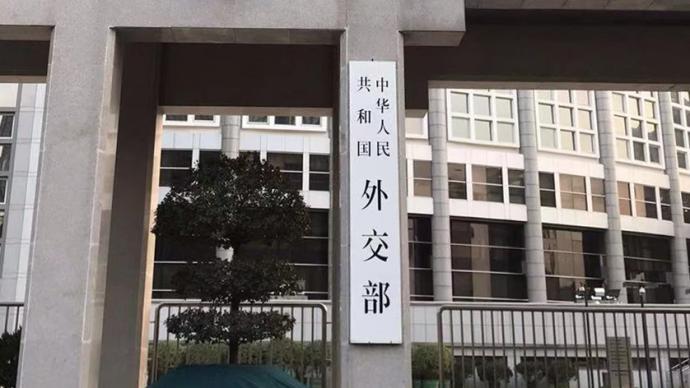 中华人民
共和国
外交部